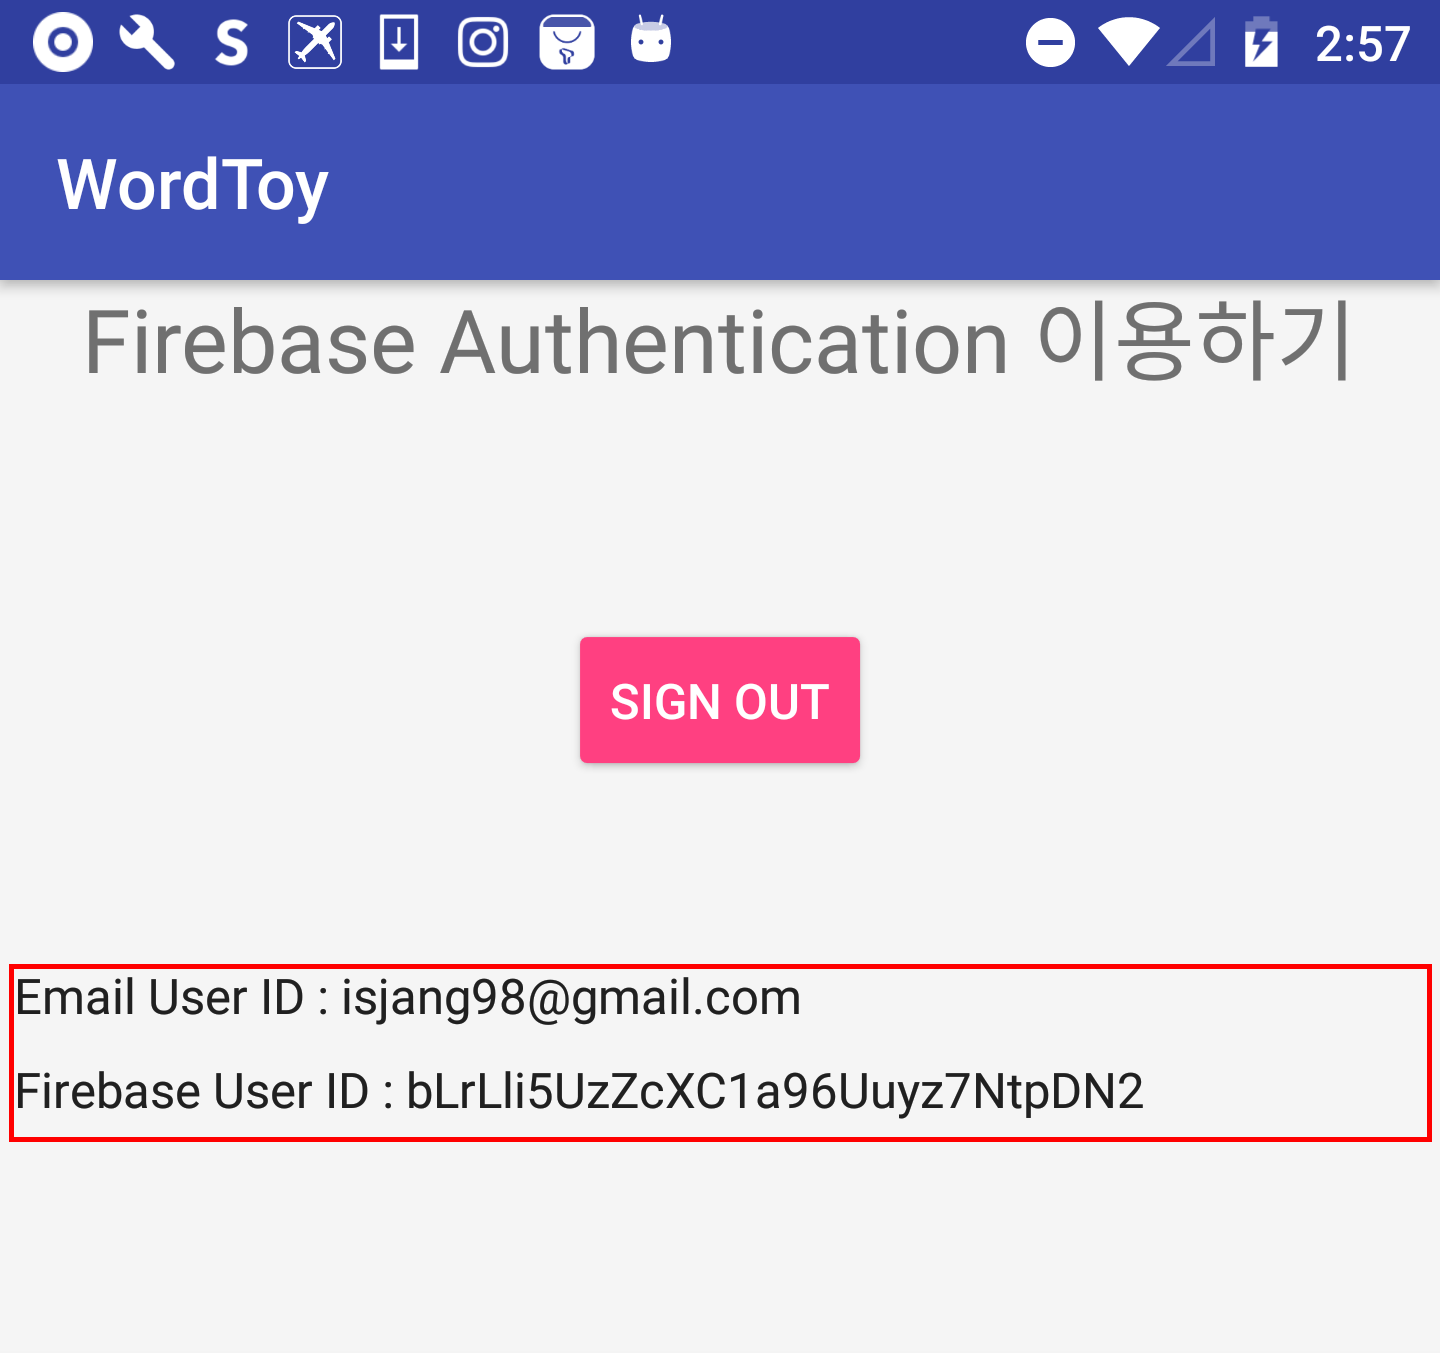 2:57
WordToy
Firebase Authentication 이용하기
SIGN OUT
Email User ID : isjang98@gmail.com
Firebase User ID : bLrLli5UzZcXC1a96Uuyz7NtpDN2